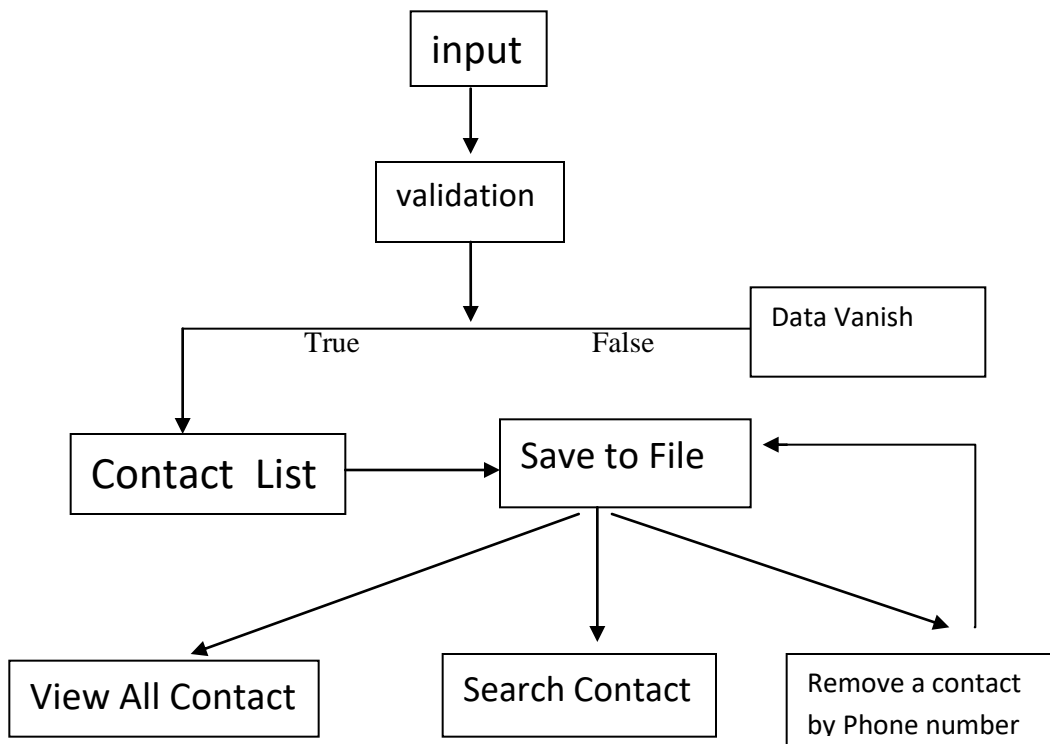 input
validation
Data Vanish
True
False
Contact List
Save to File
View All Contact
Search Contact
Remove a contact
by Phone number